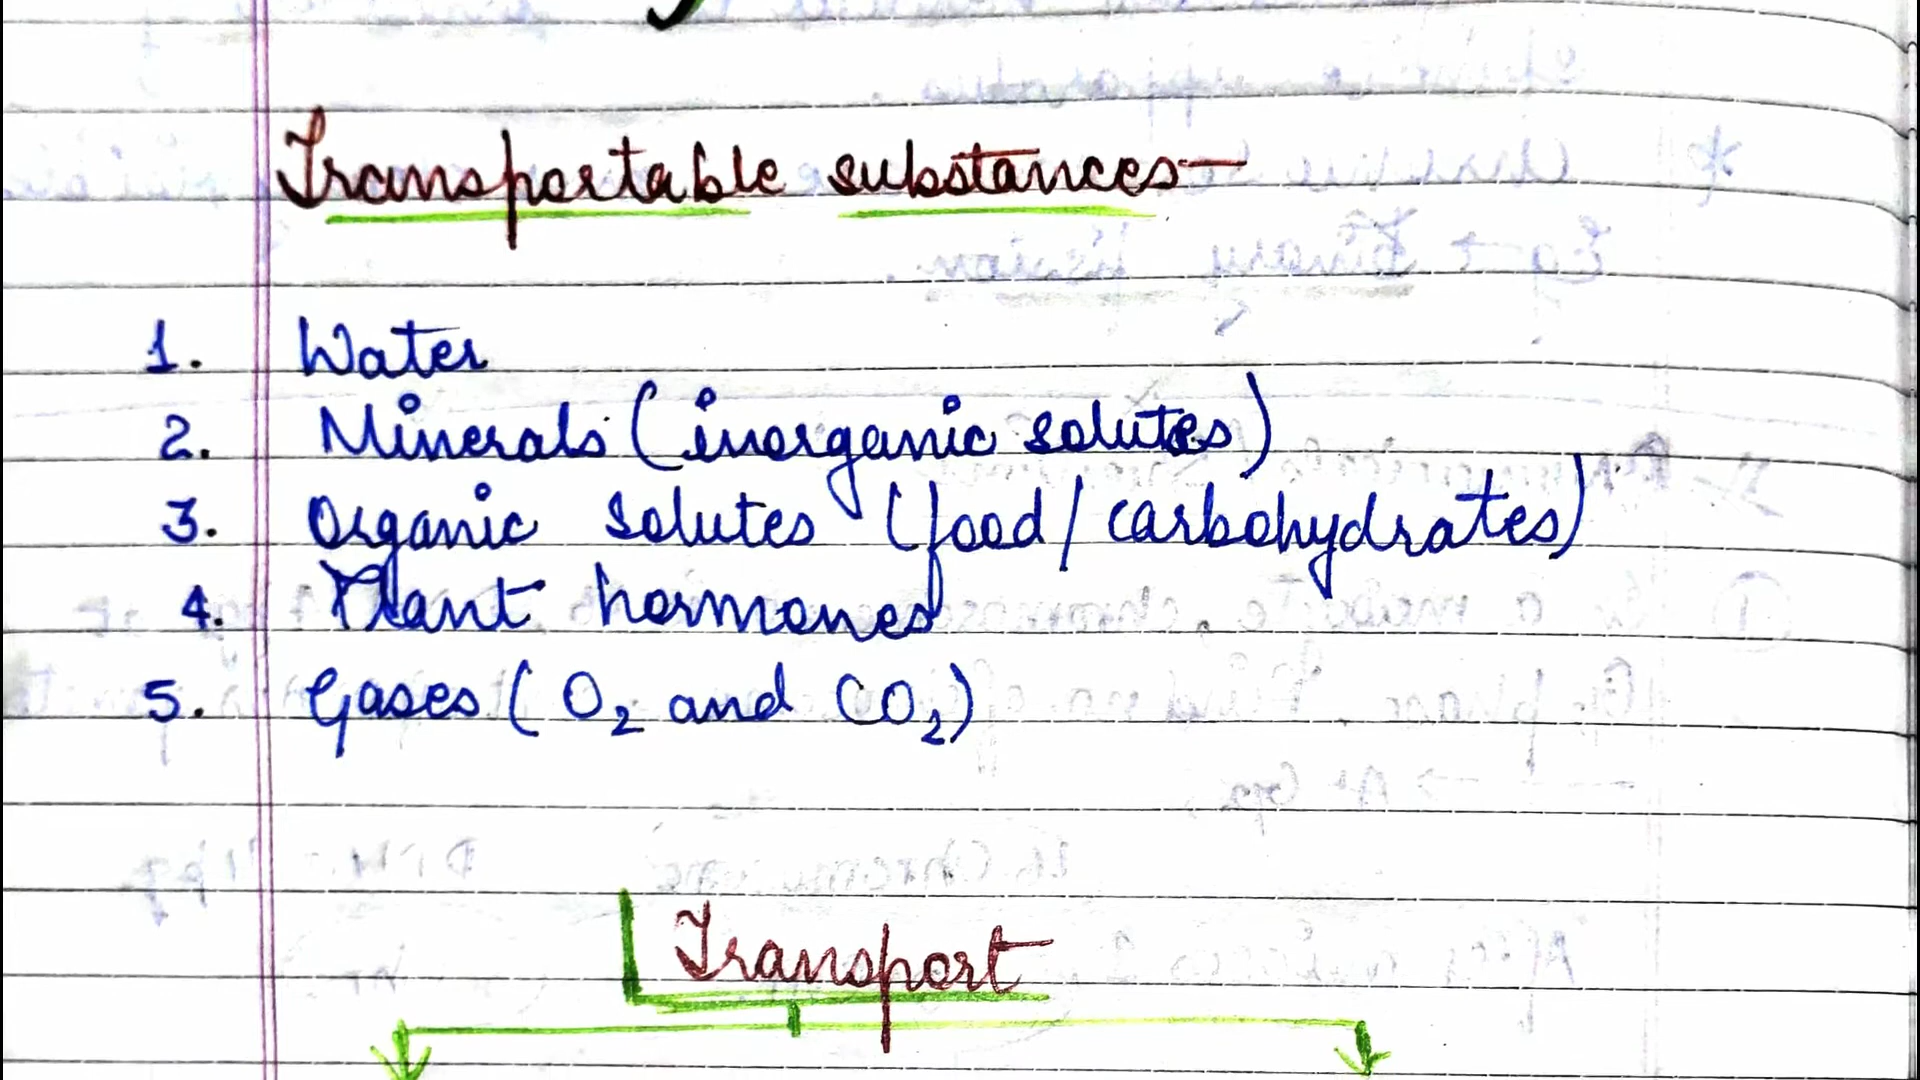 Transportable substances—
1. Water
2. Minerals (inorganic solutes)
3. Organic solutes (food/carbohydrates)
4. Plant hormones
5. Gases (O₂ and CO₂)
Transport